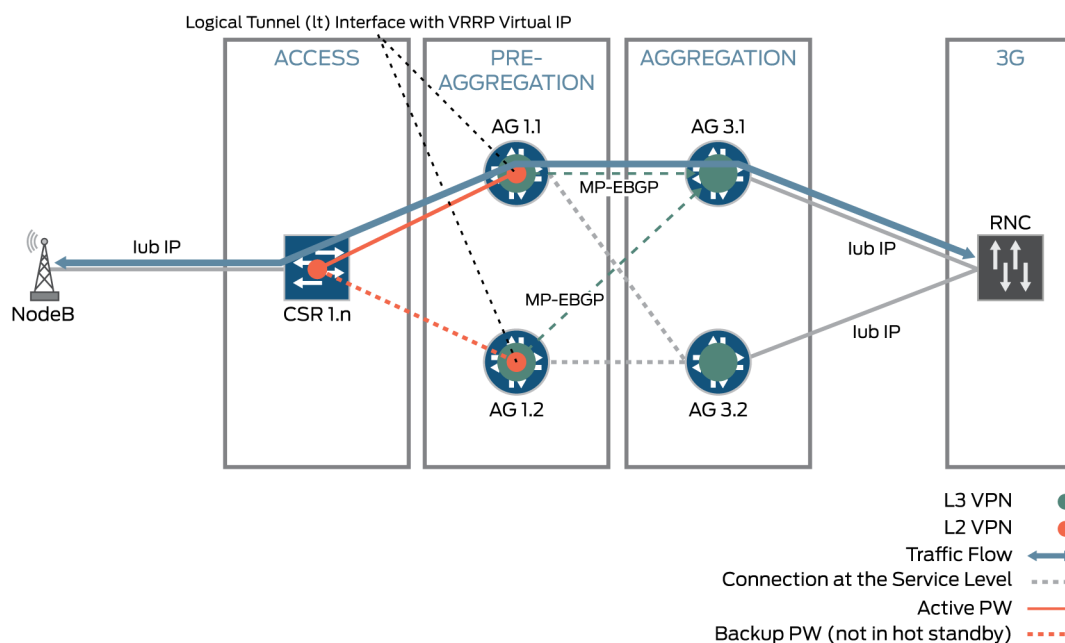 Logical Tunnel (lt) Interface with VRRP Virtual IP
ACCESS
PRE-
AGGREGATION
AGGREGATION
3G
AG 1.1
AG 3.1
MP-EBGP
RNC
Iub IP
Iub IP
NodeB
CSR 1.n
MP-EBGP
Iub IP
AG 1.2
AG 3.2
L3 VPN
L2 VPN
Traffic Flow
Connection at the Service Level
Active PW
Backup PW (not in hot standby)